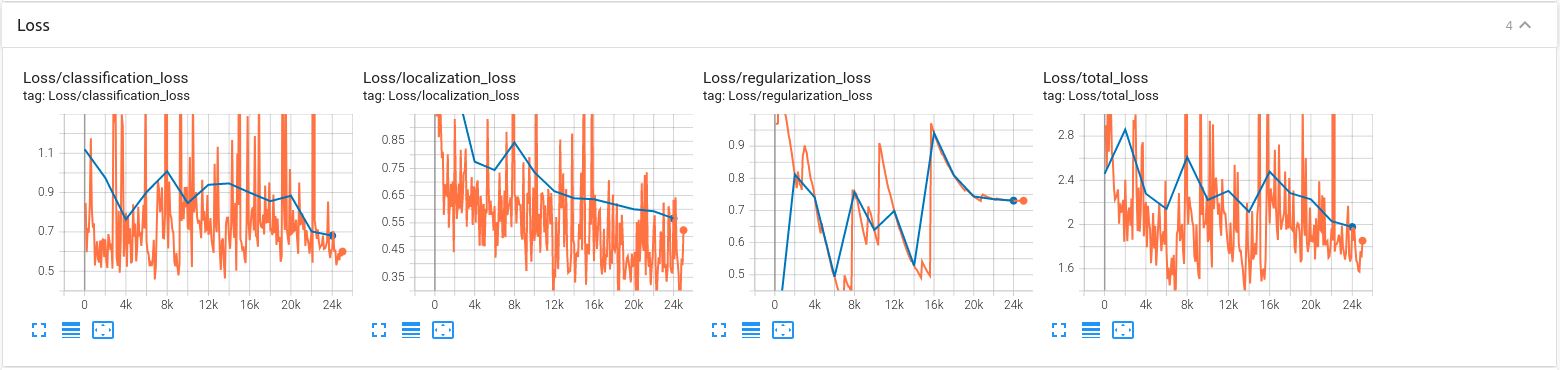 Loss
4
Loss/classification_loss
tag: Loss/classification_loss
1.1
0.9
0.7
0.5
0 4k 8k 12k 16k 20k 24k
Loss/localization_loss
tag: Loss/localization_loss
0.85
0.75
0.65
0.55
0.45
0.35
0 4k 8k 12k 16k 20k 24k
Loss/regularization_loss
tag: Loss/regularization_loss
0.9
0.8
0.7
0.6
0.5
0 4k 8k 12k 16k 20k 24k
Loss/total_loss
tag: Loss/total_loss
2.8
2.4
2
1.6
0 4k 8k 12k 16k 20k 24k